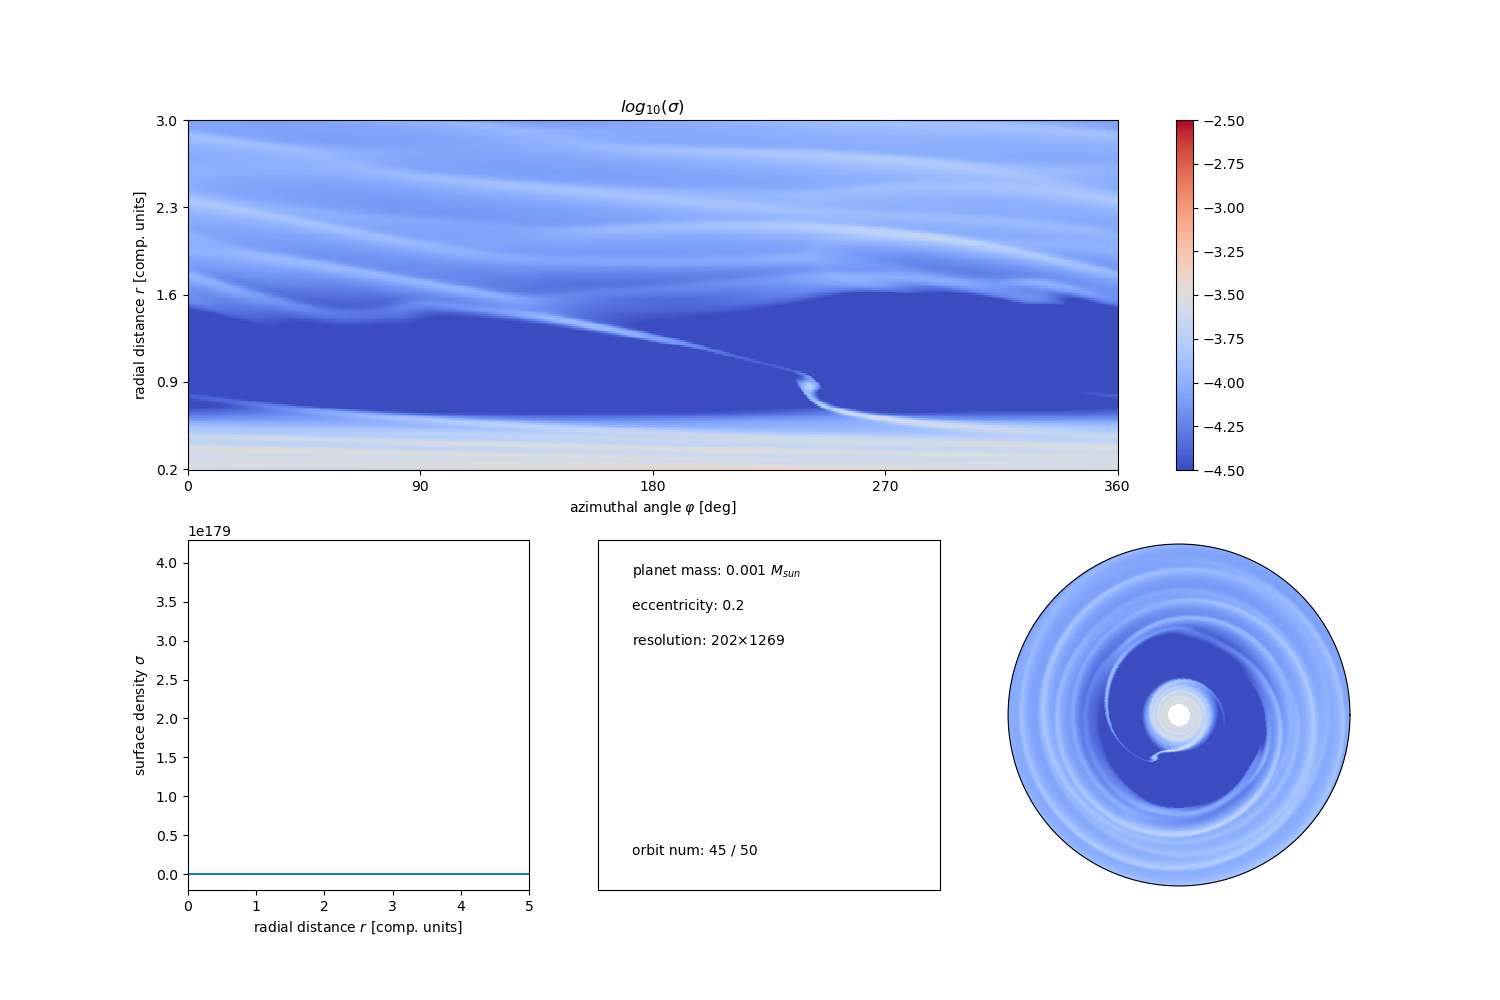 log₁₀(σ)
3.0
2.3
1.6
0.9
0.2
radial distance r [comp. units]
0 90 180 270 360
azimuthal angle φ [deg]
−2.50
−2.75
−3.00
−3.25
−3.50
−3.75
−4.00
−4.25
−4.50
1e179
4.0
3.5
3.0
2.5
2.0
1.5
1.0
0.5
0.0
surface density σ
0 1 2 3 4 5
radial distance r [comp. units]
planet mass: 0.001 Mₛᵤₙ
eccentricity: 0.2
resolution: 202×1269
orbit num: 45 / 50